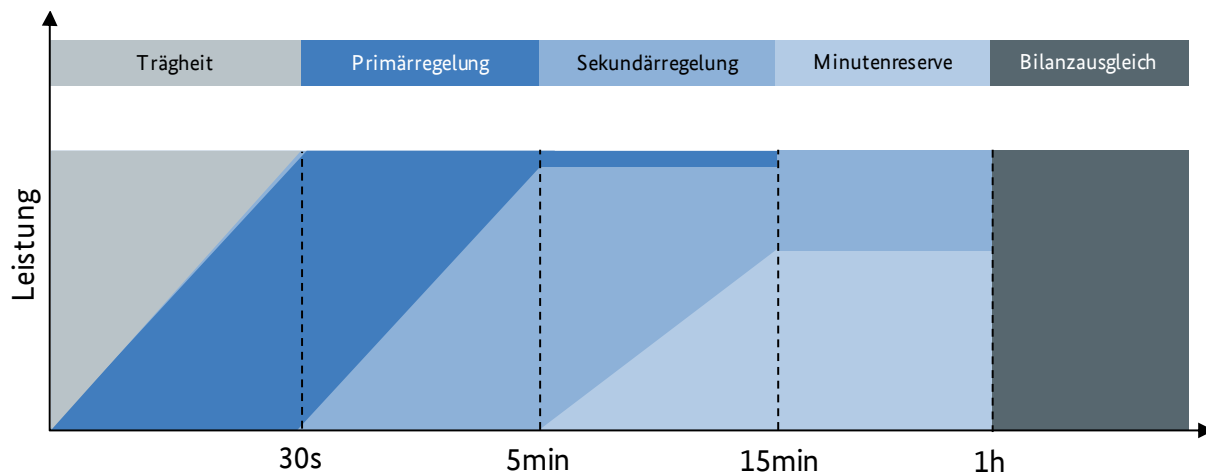 Trägheit Primärregelung Sekundärregelung Minutenreserve Bilanzausgleich
Leistung
30s 5min 15min 1h